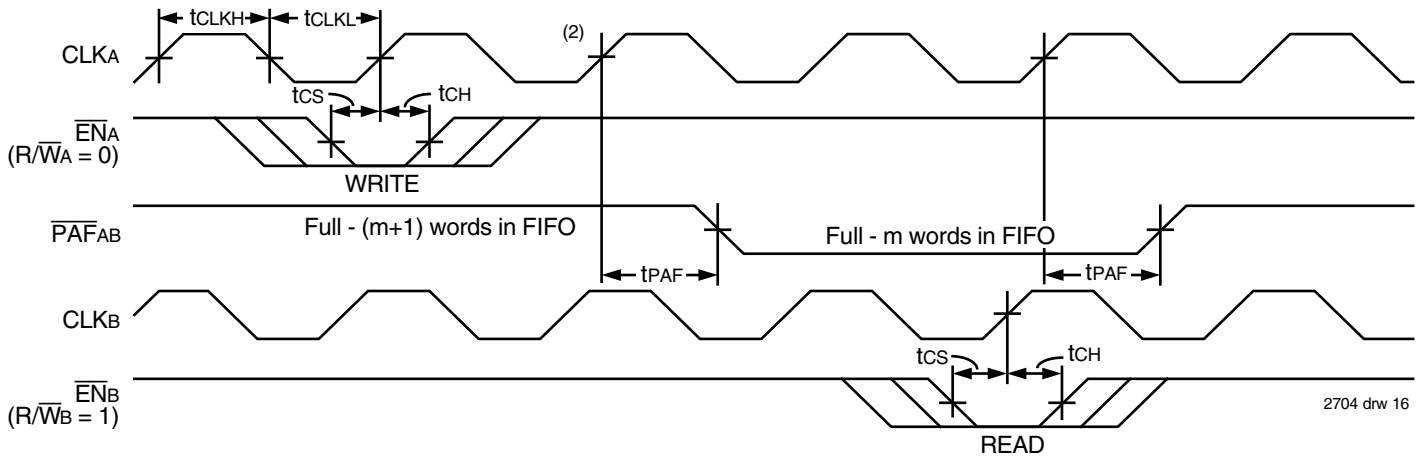 tCLKH tCLKL
(2)
CLKA
tCS tCH
ENA
(R/WA = 0)
WRITE
PAFAB
Full - (m+1) words in FIFO
Full - m words in FIFO
tPAF tPAF
CLKB
tCS tCH
ENB
(R/WB = 1)
READ
2704 drw 16